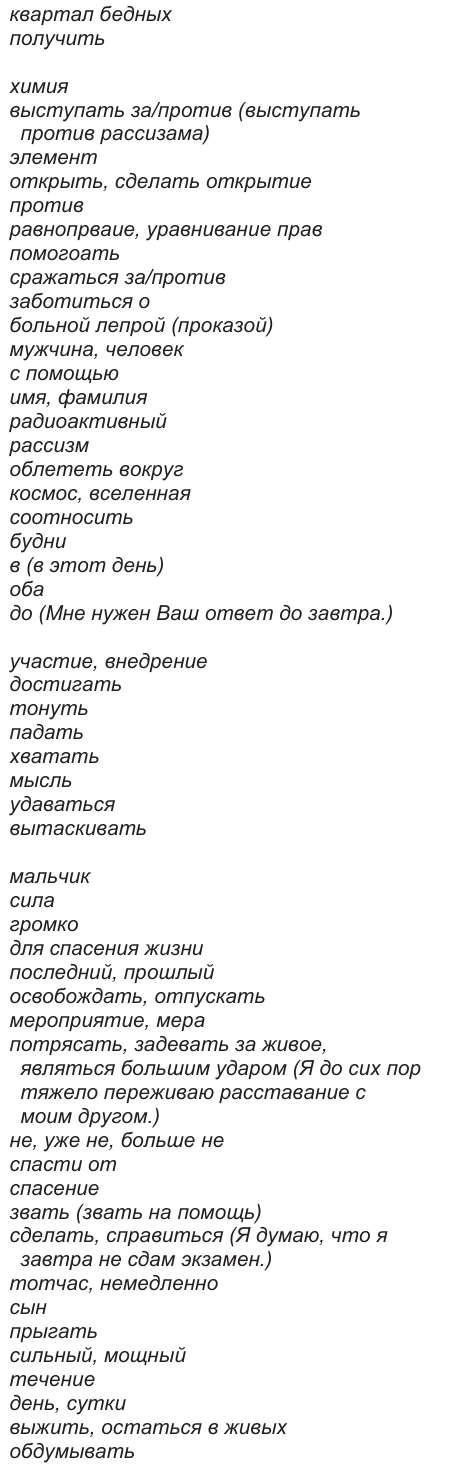 квартал бедных
получить
химия
выступать за/против (выступать
против рассизама)
элемент
открыть, сделать открытие
против
равнопрваие, уравнивание прав
помогоать
сражаться за/против
заботиться о
больной лепрой (проказой)
мужчина, человек
с помощью
имя, фамилия
радиоактивный
рассизм
облететь вокруг
космос, вселенная
соотносить
будни
в (в этот день)
оба
до (Мне нужен Ваш ответ до завтра.)
участие, внедрение
достигать
тонуть
падать
хватать
мысль
удаваться
вытаскивать
мальчик
сила
громко
для спасения жизни
последний, прошлый
освобождать, отпускать
мероприятие, мера
потрясать, задевать за живое,
являться большим ударом (Я до сих пор
тяжело переживаю расставание с
моим другом.)
не, уже не, больше не
спасти от
спасение
звать (звать на помощь)
сделать, справиться (Я думаю, что я
завтра не сдам экзамен.)
тотчас, немедленно
сын
прыгать
сильный, мощный
течение
день, сутки
выжить, остаться в живых
обдумывать